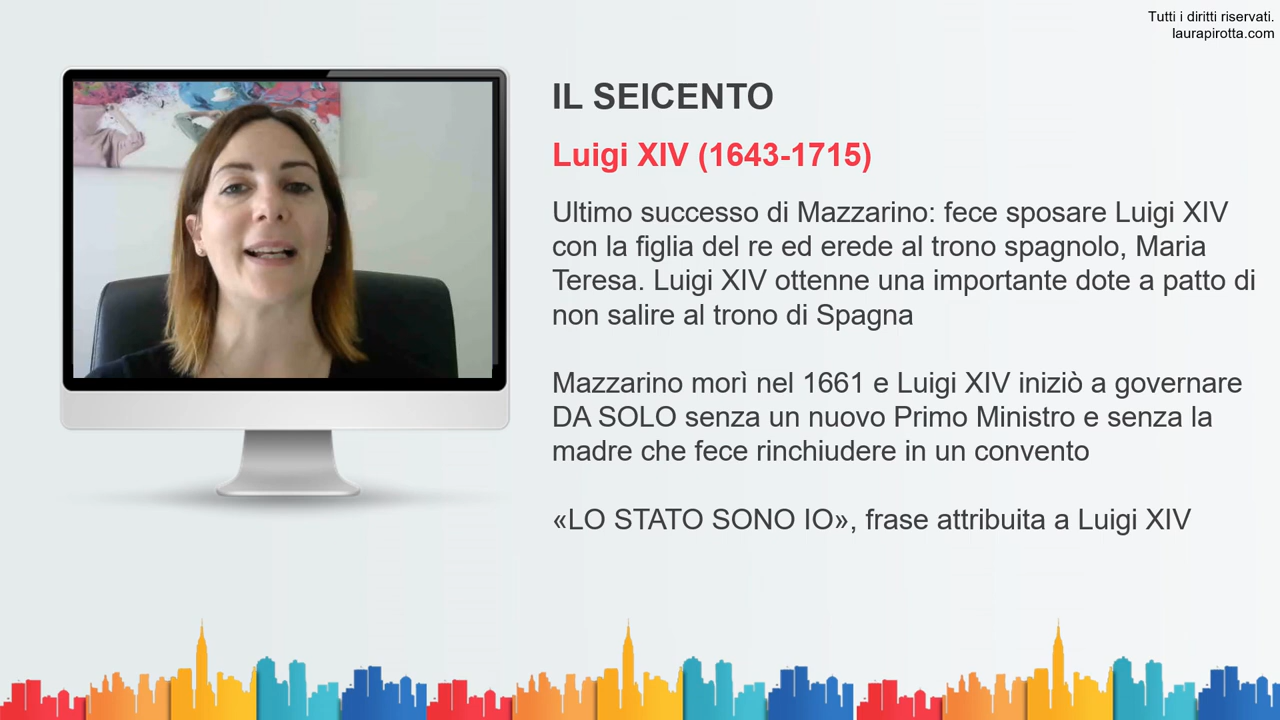 Tutti i diritti riservati.
laurapirotta.com
IL SEICENTO
Luigi XIV (1643-1715)
Ultimo successo di Mazzarino: fece sposare Luigi XIV
con la figlia del re ed erede al trono spagnolo, Maria
Teresa. Luigi XIV ottenne una importante dote a patto di
non salire al trono di Spagna
Mazzarino morì nel 1661 e Luigi XIV iniziò a governare
DA SOLO senza un nuovo Primo Ministro e senza la
madre che fece rinchiudere in un convento
«LO STATO SONO IO», frase attribuita a Luigi XIV